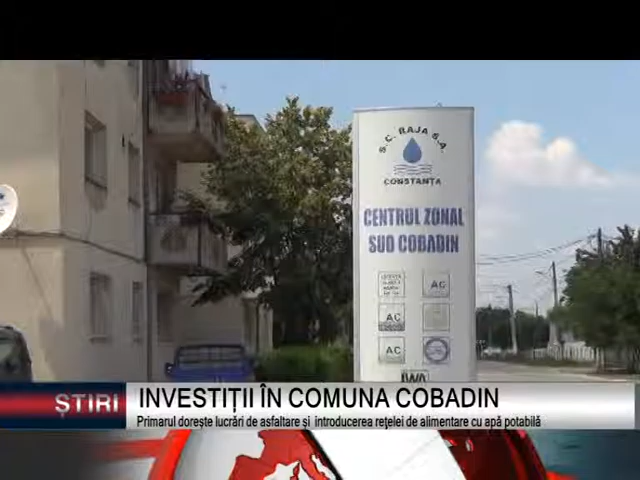 S.C. RAJA S.A.
CONSTANȚA
CENTRUL ZONAL
SUD COBADIN
AC
AC
AC
IWA
ȘTIRI
INVESTIȚII ÎN COMUNA COBADIN
Primarul dorește lucrări de asfaltare și introducerea rețelei de alimentare cu apă potabilă